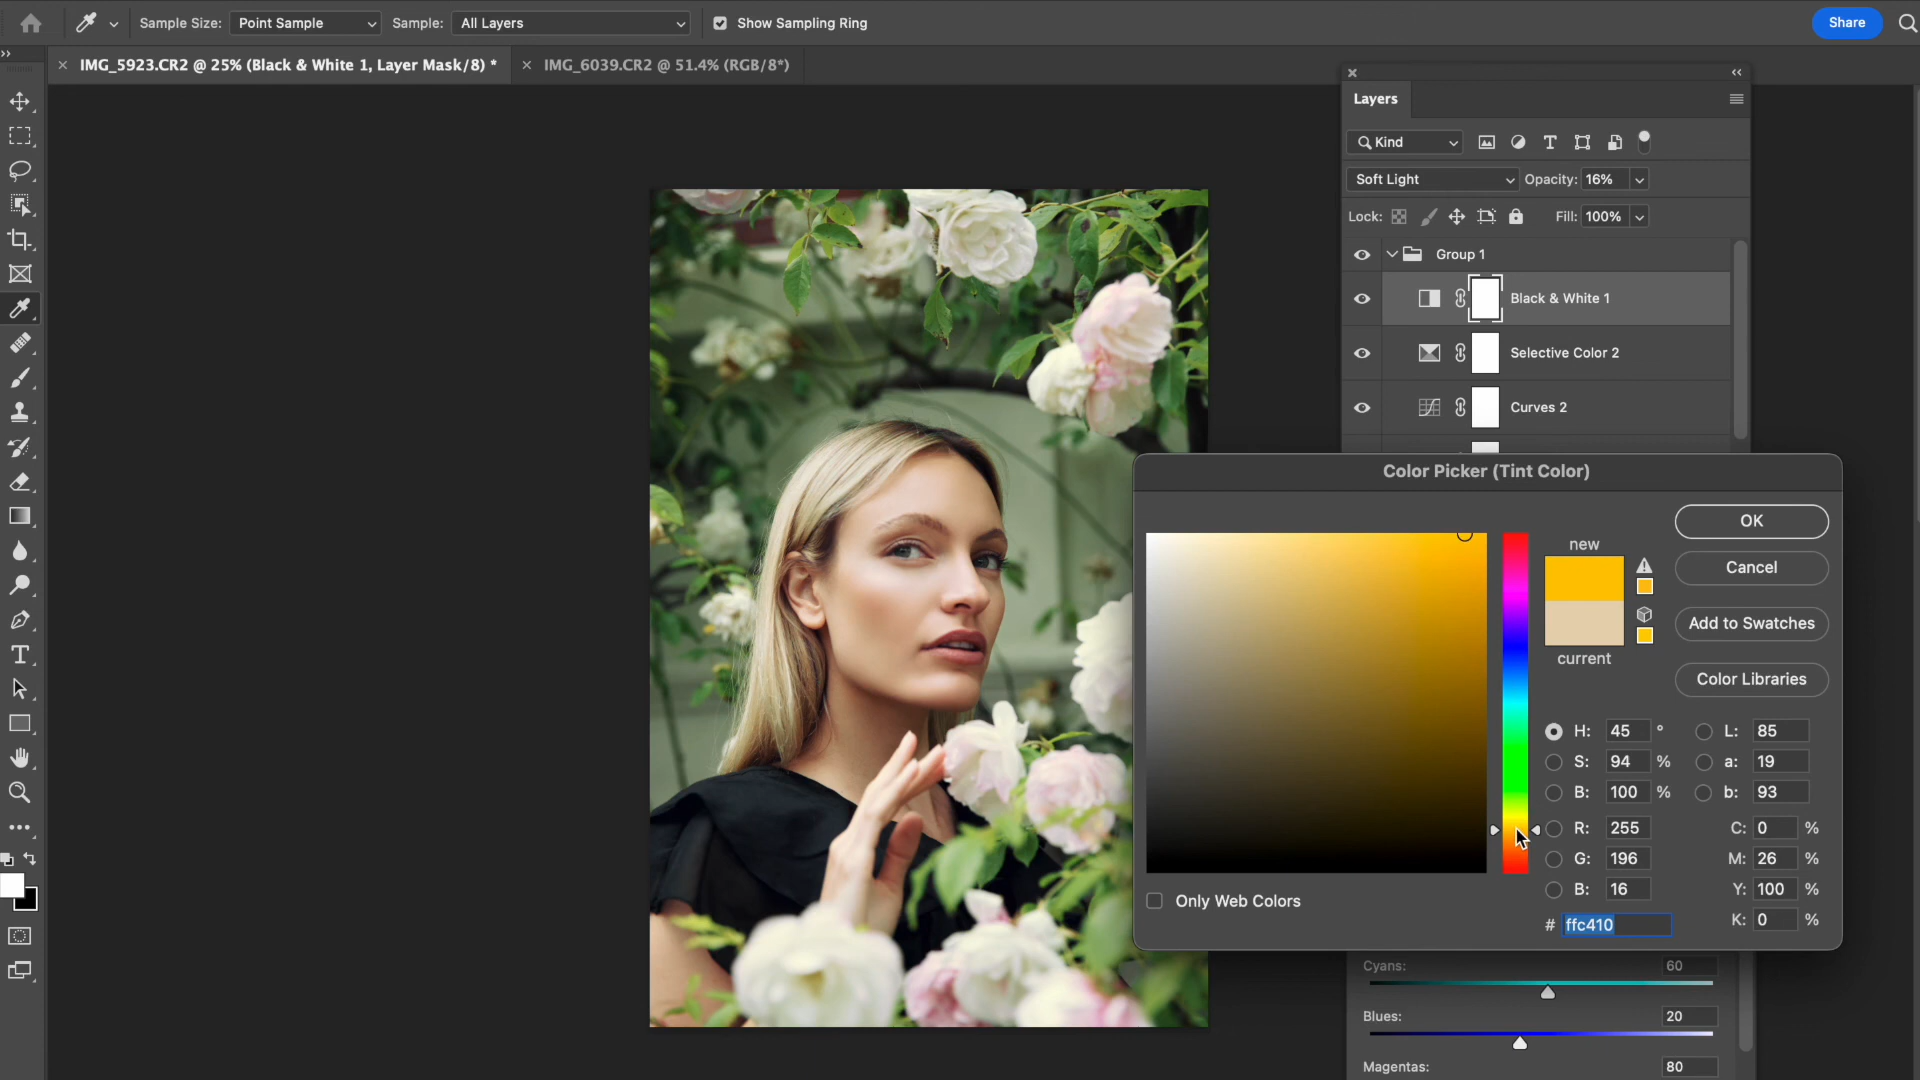 Sample Size: Point Sample Sample: All Layers Show Sampling Ring Share
IMG_5923.CR2 @ 25% (Black & White 1, Layer Mask/8) * IMG_6039.CR2 @ 51.4% (RGB/8*)
Layers
Kind
Soft Light Opacity: 16%
Lock: Fill: 100%
Group 1
Black & White 1
Selective Color 2
Curves 2
Color Picker (Tint Color)
new
current
OK
Cancel
Add to Swatches
Color Libraries
H: 45 ° L: 85
S: 94 % a: 19
B: 100 % b: 93
R: 255 C: 0 %
G: 196 M: 26 %
B: 16 Y: 100 %
# ffc410 K: 0 %
Only Web Colors
Cyans: 60
Blues: 20
Magentas: 80